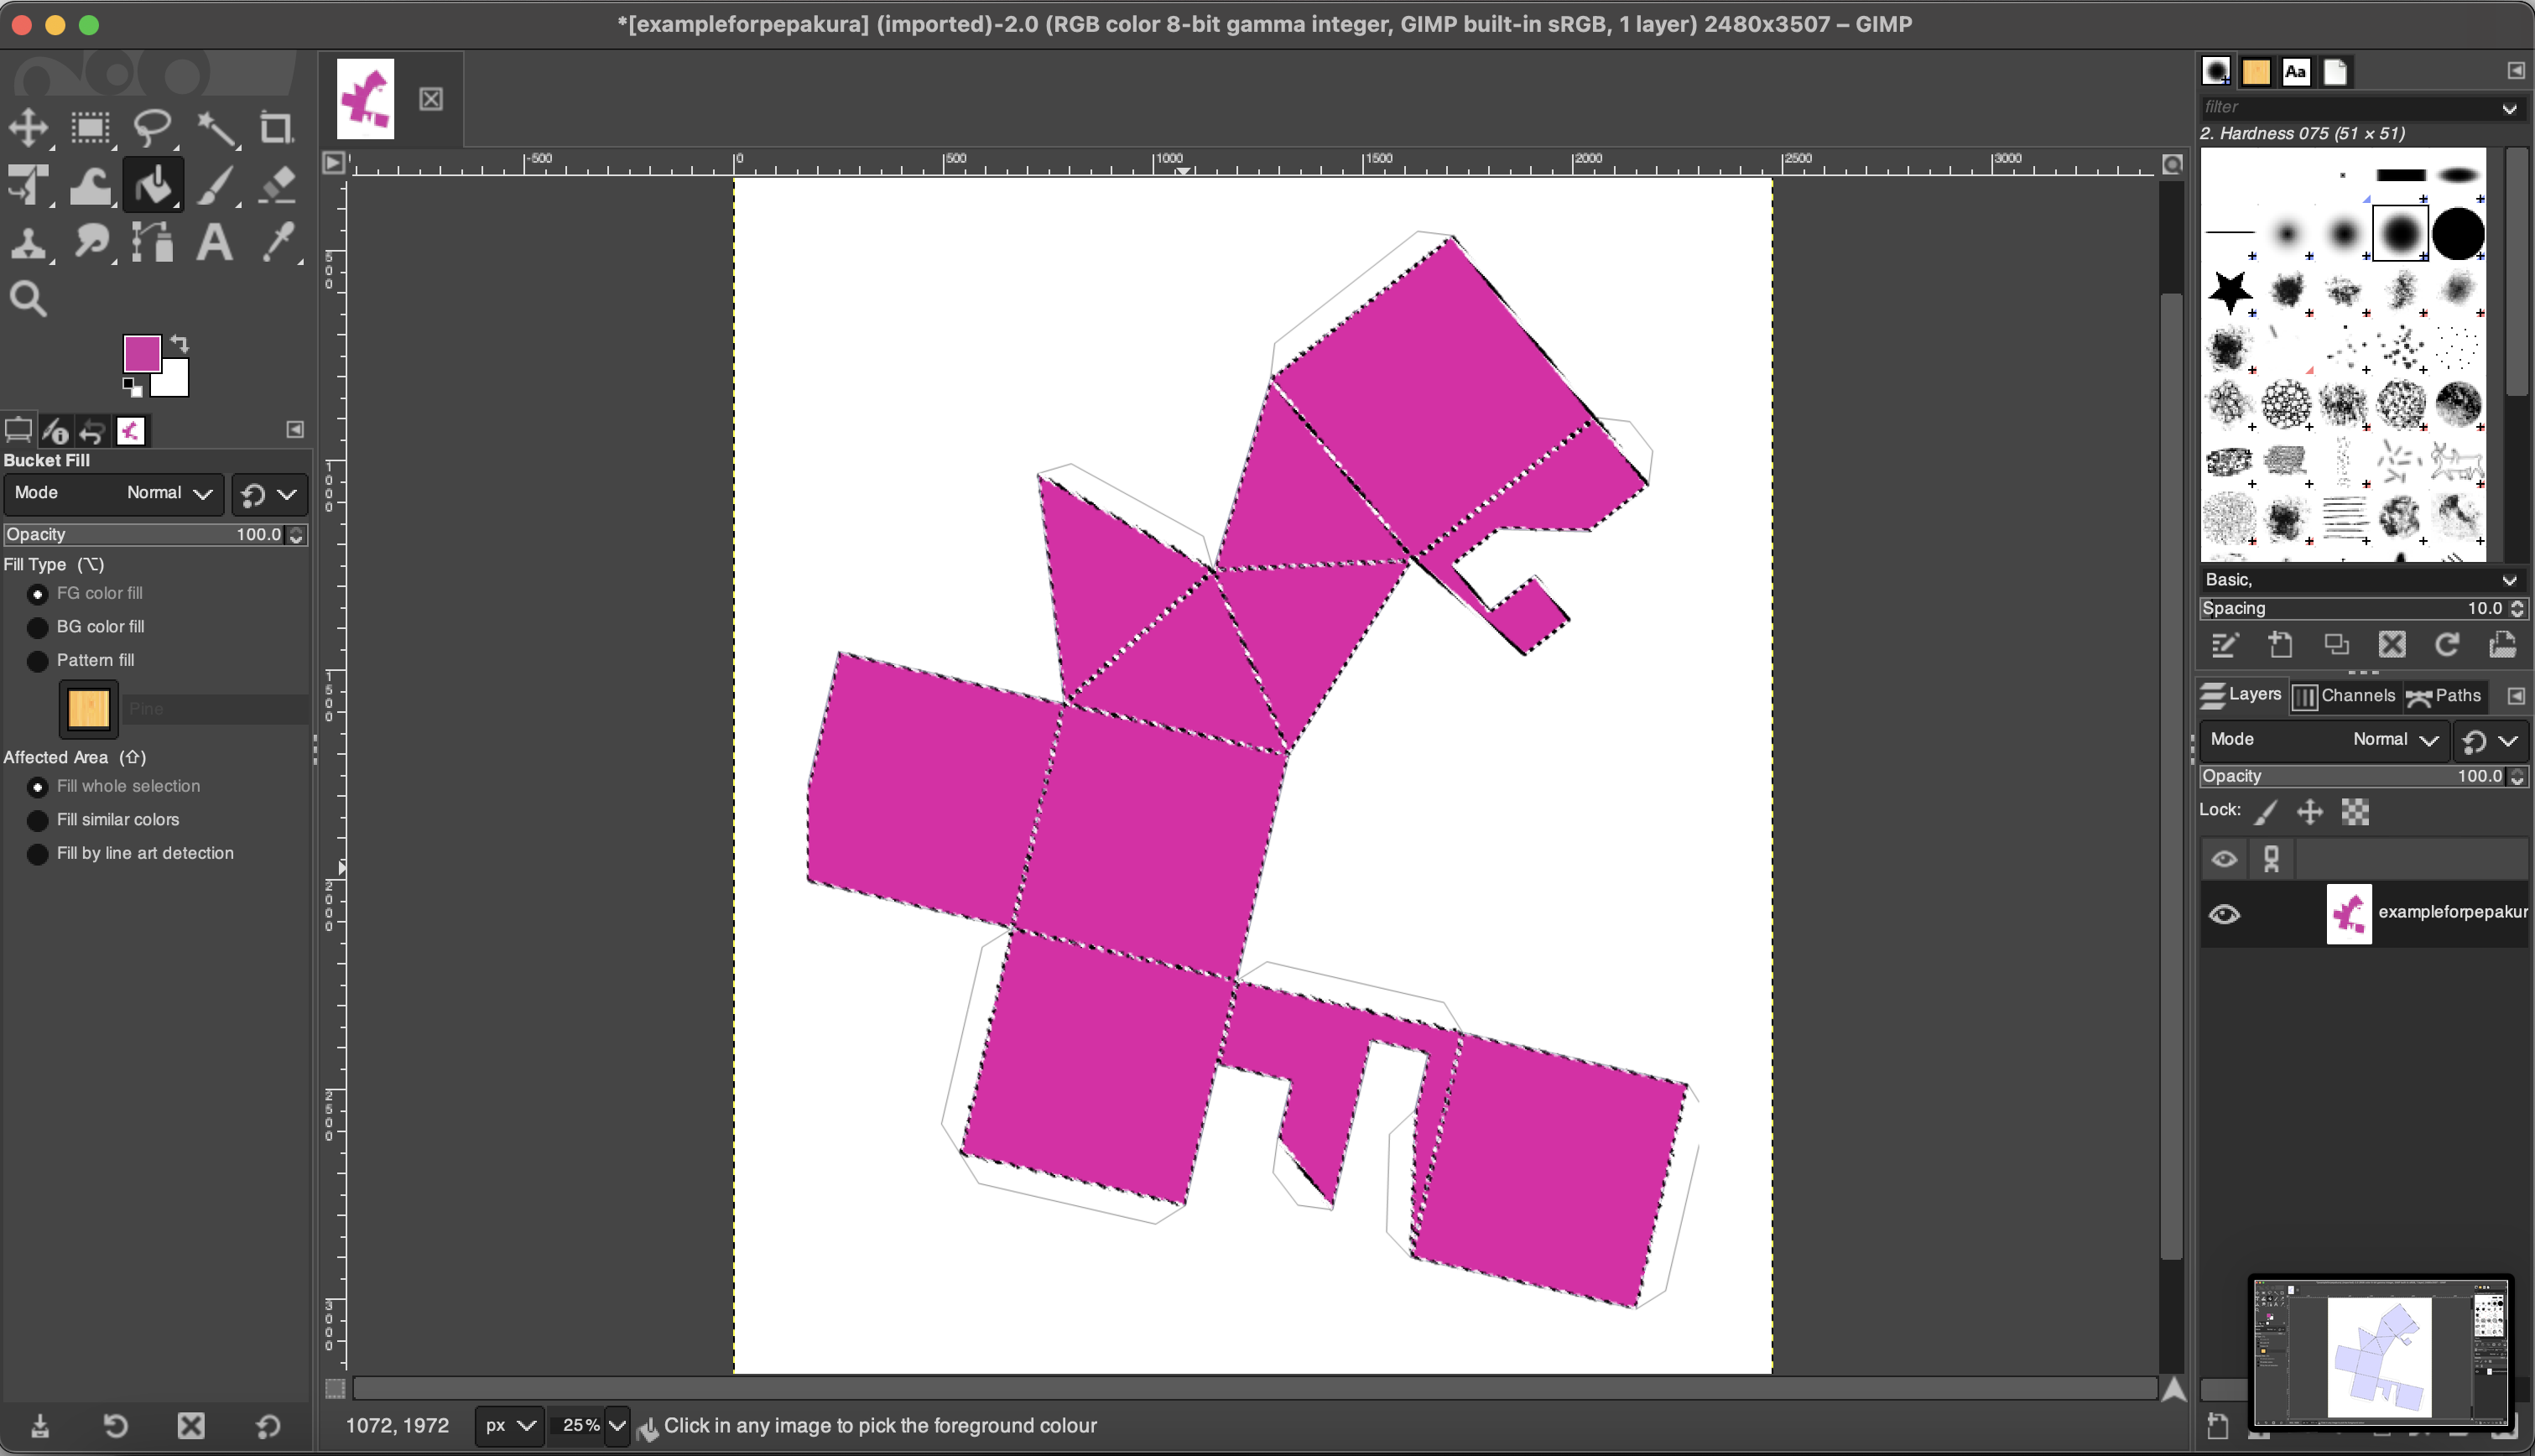 *[exampleforpepakura] (imported)-2.0 (RGB color 8-bit gamma integer, GIMP built-in sRGB, 1 layer) 2480x3507 – GIMP
Aa
filter
2. Hardness 075 (51 × 51)
-500
0
500
1000
1500
2000
2500
3000
500
1000
1500
2000
2500
3000
A
Bucket Fill
Mode Normal
Opacity 100.0
Fill Type (⌥)
FG color fill
BG color fill
Pattern fill
Pine
Affected Area (⇧)
Fill whole selection
Fill similar colors
Fill by line art detection
Basic,
Spacing 10.0
Layers Channels Paths
Mode Normal
Opacity 100.0
Lock:
exampleforpepakur
1072, 1972 px 25% Click in any image to pick the foreground colour